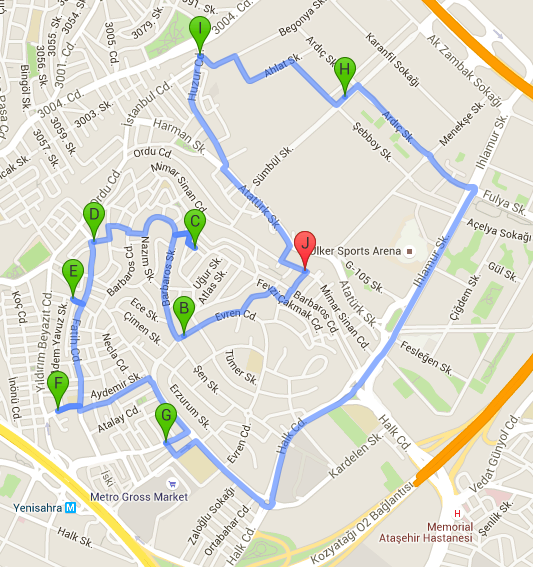 3004. Cd
3079. Sk.
3005. Cd
3055. Sk.
3056. Sk.
3001. Cd
Bingöl Sk.
Paşa Cd.
3004. Cd
3003. Sk.
3059. Sk.
3057. Sk.
İstanbul Cd
Huzur Cd
I
Begonya Sk.
Ardıç Sk.
Ahlat Sk.
H
Karanfil Sokağı
Ak Zambak Sokağı
Menekşe Sk.
Ihlamur Sk.
Ardıç Sk.
Şebboy Sk.
Sümbül Sk.
Harman Sk.
Ordu Cd
Nimar Sinan Cd.
Ordu Cd.
Atatürk Sk.
Fulya Sk.
Açelya Sokağı
D
C
J
Ülker Sports Arena
G-105 Sk.
Atatürk Sk.
Ihlamur Sk.
Gül Sk.
Çiğdem Sk.
Nazım Sk.
Barbaros Cd
Barbaros Sk.
Uğur Sk.
Atlas Sk.
Fevzi Çakmak Cd.
Barbaros Cd.
Mimar Sinan Cd.
E
B
Evren Cd
Ece Sk.
Çimen Sk.
Koç Cd
Yıldırım Beyazıt Cd.
Adem Yavuz Sk.
Fatih Cd
Necla Cd.
Fesleğen Sk.
Tümer Sk.
Şen Sk.
Erzurum Sk.
İnönü Cd.
F
Aydemir Sk.
Atalay Cd.
G
Evren Cd.
Halk Cd
Halk Cd
Kardelen Sk.
İski
Metro Gross Market
Yenisahra M
Halk Sk.
Zaloğlu Sokağı
Ortabahar Cd.
Halk Cd
Kozyatağı O2 Bağlantısı
Vedat Günyol Cd.
H
Memorial
Ataşehir Hastanesi
Şenlik Sk.